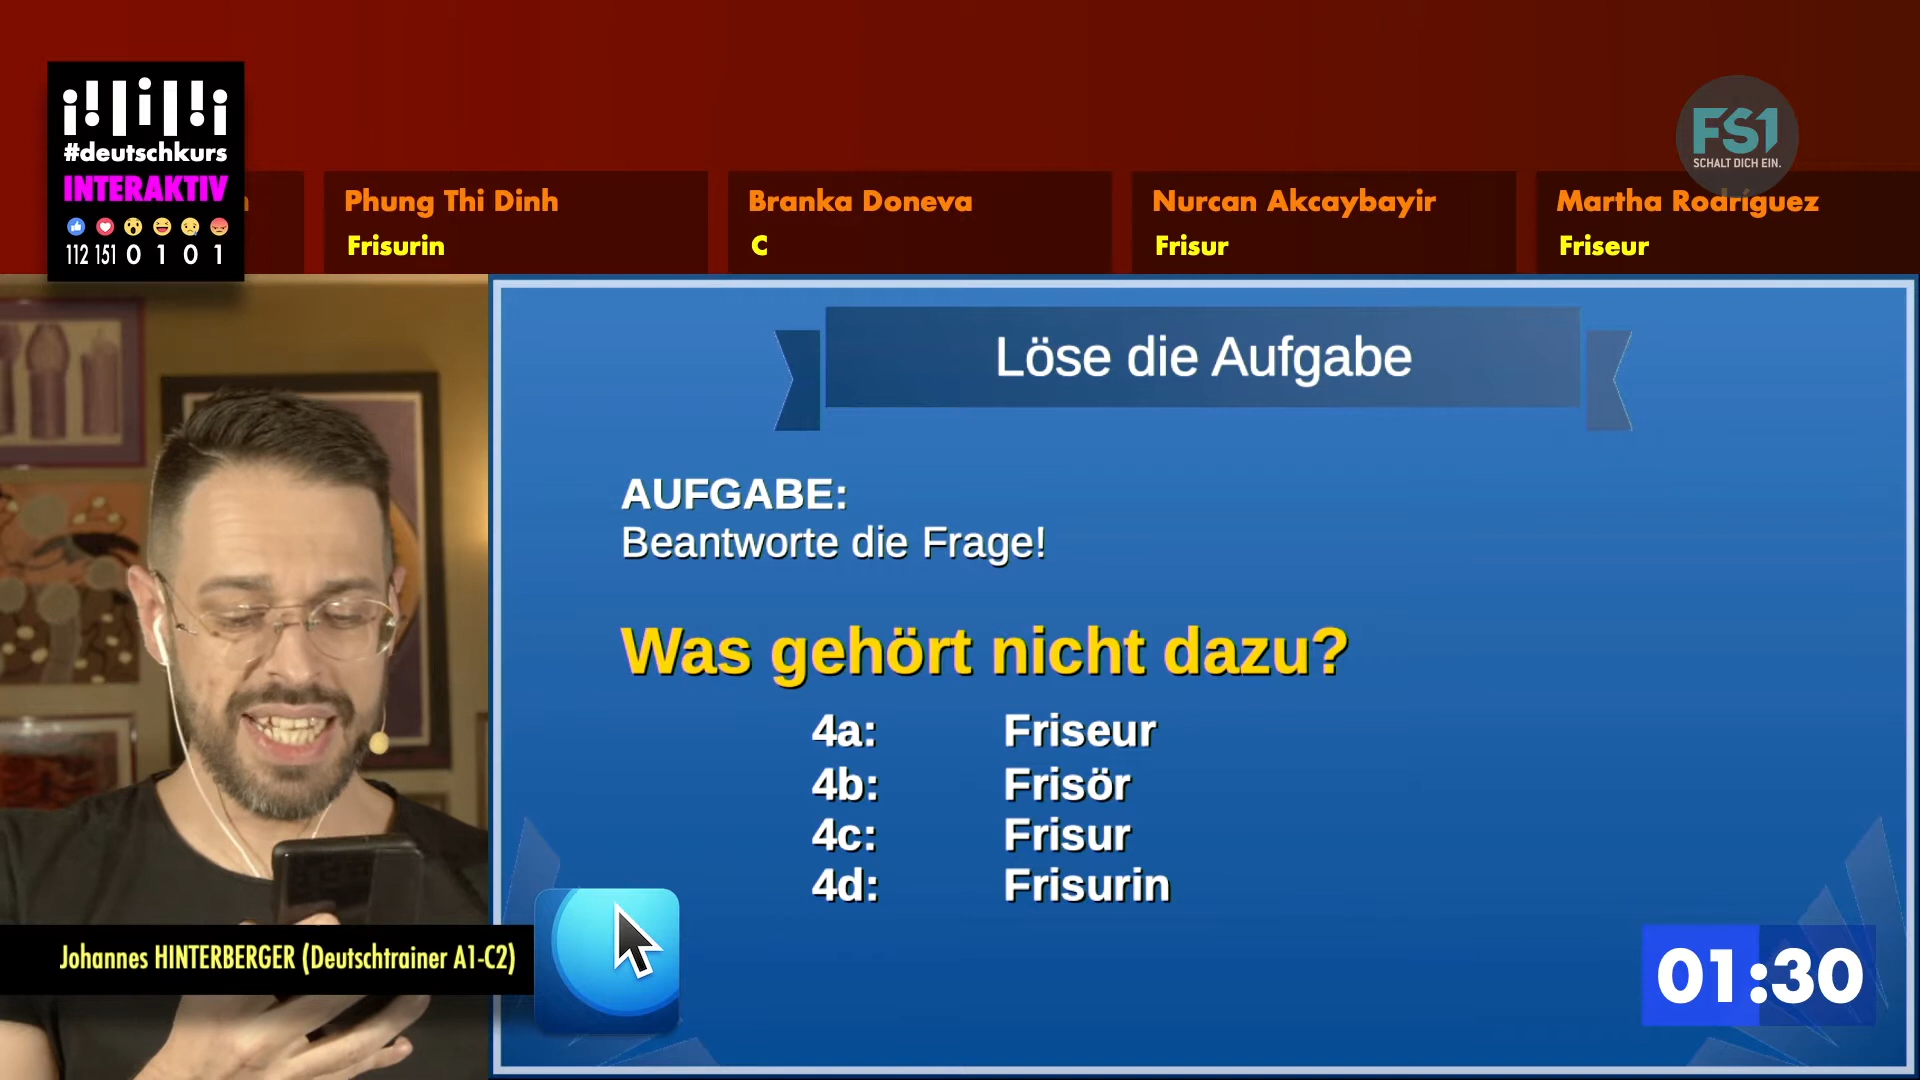 #deutschkurs
INTERAKTIV
112 151 0 1 0 1
Phung Thi Dinh
Frisurin
Branka Doneva
C
Nurcan Akcaybayir
Frisur
Martha Rodríguez
Friseur
FS1
SCHALT DICH EIN.
Löse die Aufgabe
AUFGABE:
Beantworte die Frage!
Was gehört nicht dazu?
4a: Friseur
4b: Frisör
4c: Frisur
4d: Frisurin
Johannes HINTERBERGER (Deutschtrainer A1-C2)
01:30